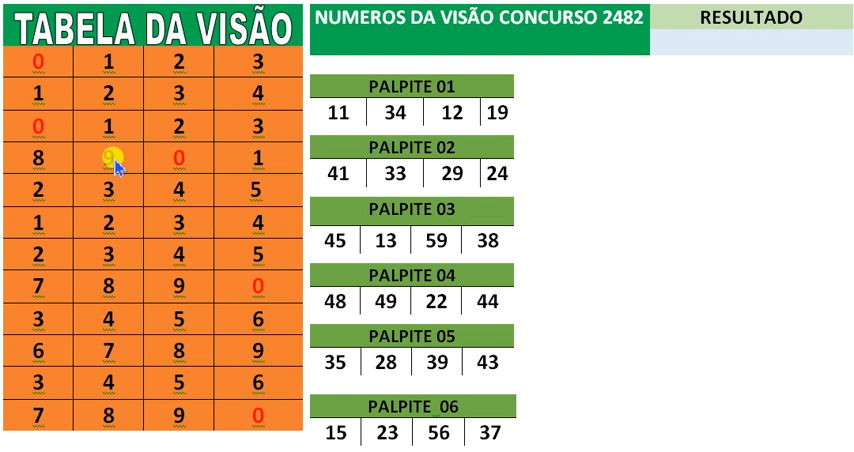 TABELA DA VISÃO
0 1 2 3
1 2 3 4
0 1 2 3
8 9 0 1
2 3 4 5
1 2 3 4
2 3 4 5
7 8 9 0
3 4 5 6
6 7 8 9
3 4 5 6
7 8 9 0
NUMEROS DA VISÃO CONCURSO 2482
RESULTADO
PALPITE 01
11 34 12 19
PALPITE 02
41 33 29 24
PALPITE 03
45 13 59 38
PALPITE 04
48 49 22 44
PALPITE 05
35 28 39 43
PALPITE 06
15 23 56 37